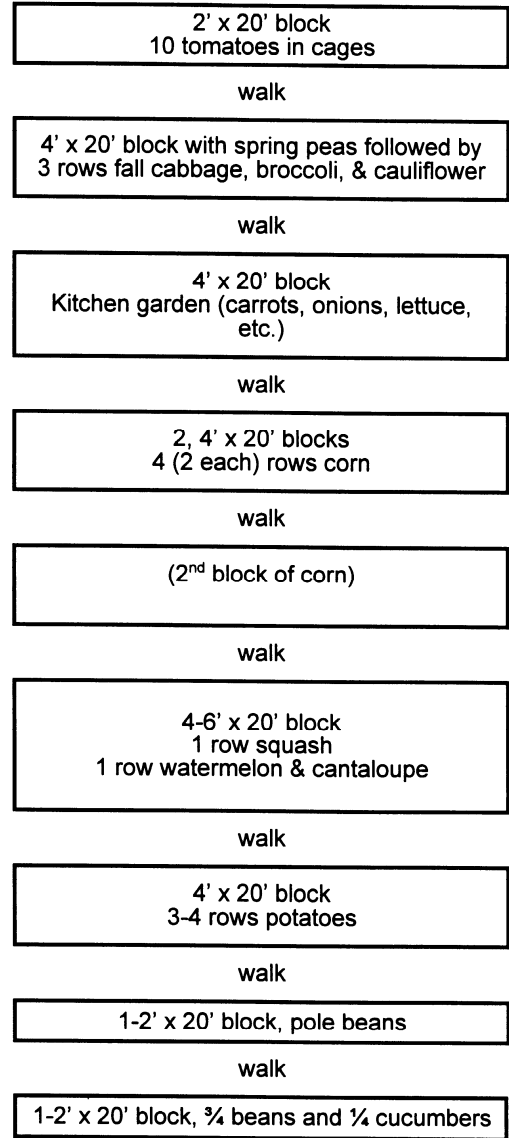 2' x 20' block
10 tomatoes in cages
walk
4' x 20' block with spring peas followed by
3 rows fall cabbage, broccoli, & cauliflower
walk
4' x 20' block
Kitchen garden (carrots, onions, lettuce,
etc.)
walk
2, 4' x 20' blocks
4 (2 each) rows corn
walk
(2nd block of corn)
walk
4-6' x 20' block
1 row squash
1 row watermelon & cantaloupe
walk
4' x 20' block
3-4 rows potatoes
walk
1-2' x 20' block, pole beans
walk
1-2' x 20' block, ¾ beans and ¼ cucumbers